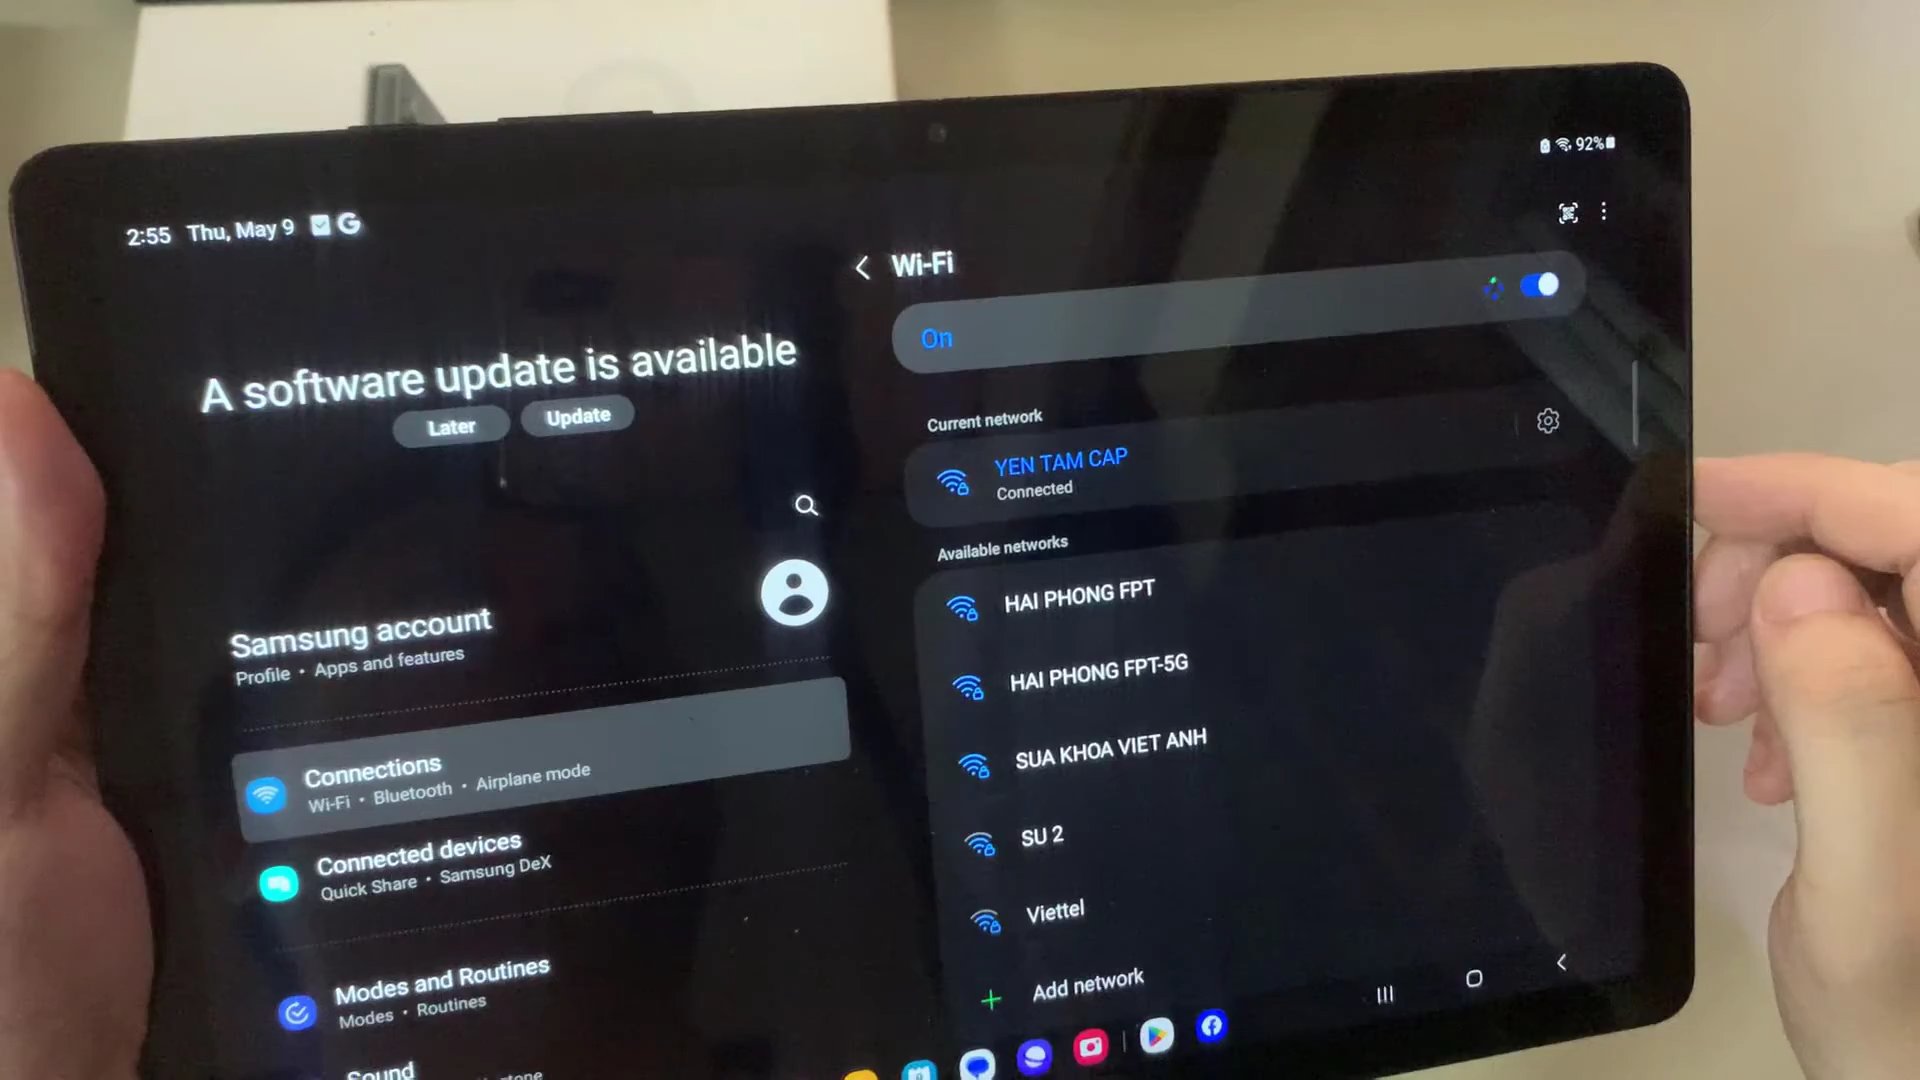 2:55 Thu, May 9
92%
A software update is available
Later
Update
Samsung account
Profile • Apps and features
Connections
Wi-Fi • Bluetooth • Airplane mode
Connected devices
Quick Share • Samsung DeX
Modes and Routines
Modes • Routines
Sound
Wi-Fi
On
Current network
YEN TAM CAP
Connected
Available networks
HAI PHONG FPT
HAI PHONG FPT-5G
SUA KHOA VIET ANH
SU 2
Viettel
Add network